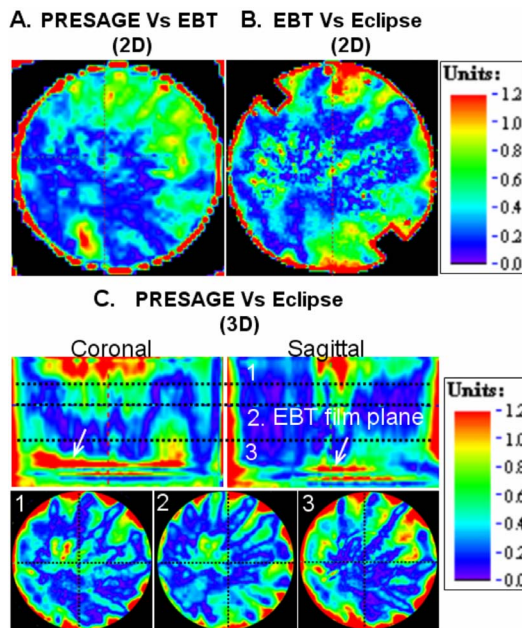 A. PRESAGE Vs EBT
(2D)
B. EBT Vs Eclipse
(2D)
Units:
1.2
1.0
0.8
0.6
0.4
0.2
0.0
C. PRESAGE Vs Eclipse
(3D)
Coronal
Sagittal
1
2. EBT film plane
3
1
2
3
Units:
1.2
1.0
0.8
0.6
0.4
0.2
0.0